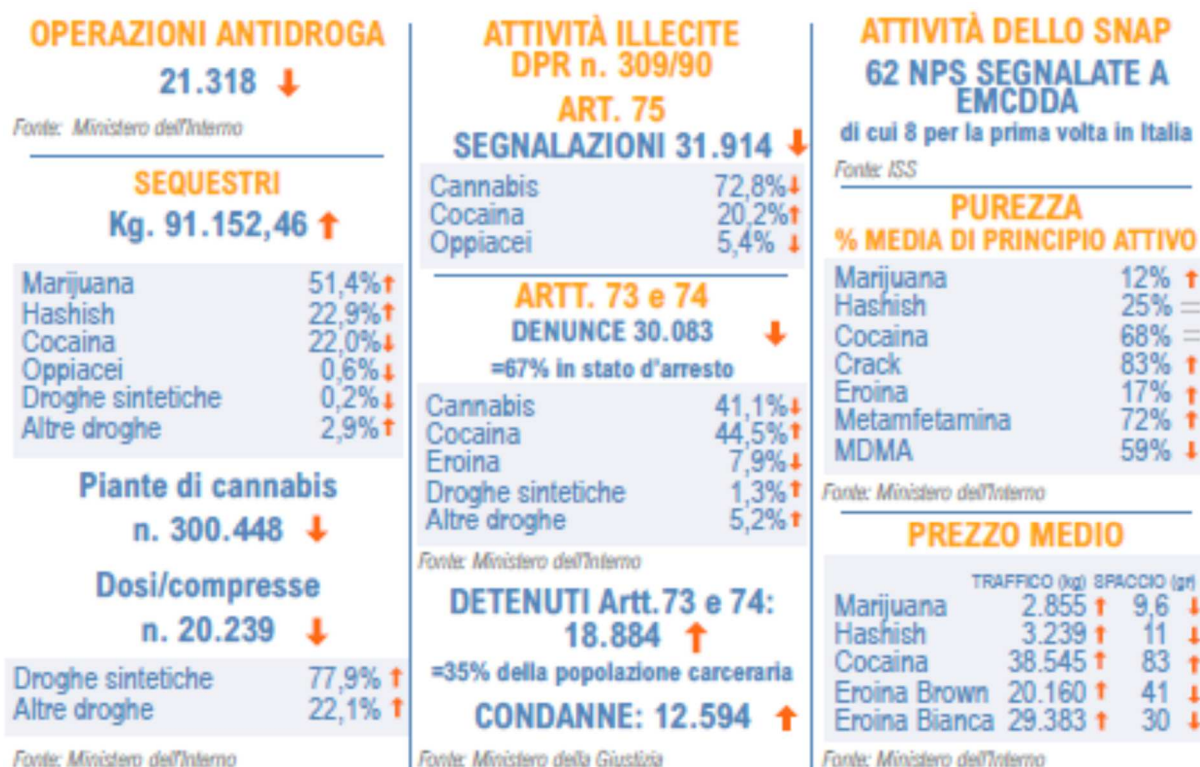 OPERAZIONI ANTIDROGA
21.318 ↓
Fonte: Ministero dell'Interno
SEQUESTRI
Kg. 91.152,46 ↑
Marijuana 51,4%↑
Hashish 22,9%↑
Cocaina 22,0%↓
Oppiacei 0,6%↓
Droghe sintetiche 0,2%↓
Altre droghe 2,9%↑
Piante di cannabis
n. 300.448 ↓
Dosi/compresse
n. 20.239 ↓
Droghe sintetiche 77,9% ↑
Altre droghe 22,1% ↑
Fonte: Ministero dell'Interno
ATTIVITÀ ILLECITE
DPR n. 309/90
ART. 75
SEGNALAZIONI 31.914 ↓
Cannabis 72,8%↓
Cocaina 20,2%↑
Oppiacei 5,4% ↓
ARTT. 73 e 74
DENUNCE 30.083 ↓
=67% in stato d'arresto
Cannabis 41,1%↓
Cocaina 44,5%↑
Eroina 7,9%↓
Droghe sintetiche 1,3%↑
Altre droghe 5,2%↑
Fonte: Ministero dell'Interno
DETENUTI Artt.73 e 74:
18.884 ↑
=35% della popolazione carceraria
CONDANNE: 12.594 ↑
Fonte: Ministero della Giustizia
ATTIVITÀ DELLO SNAP
62 NPS SEGNALATE A
EMCDDA
di cui 8 per la prima volta in Italia
Fonte: ISS
PUREZZA
% MEDIA DI PRINCIPIO ATTIVO
Marijuana 12% ↑
Hashish 25% =
Cocaina 68% =
Crack 83% ↑
Eroina 17% ↑
Metamfetamina 72% ↑
MDMA 59% ↓
Fonte: Ministero dell'Interno
PREZZO MEDIO
TRAFFICO (kg) SPACCIO (gr)
Marijuana 2.855 ↑ 9,6 ↓
Hashish 3.239 ↑ 11 ↓
Cocaina 38.545 ↑ 83 ↑
Eroina Brown 20.160 ↑ 41 ↓
Eroina Bianca 29.383 ↑ 30 ↓
Fonte: Ministero dell'Interno